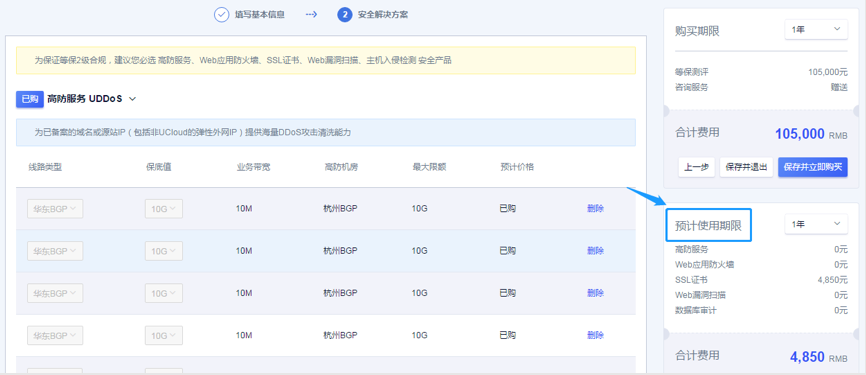 填写基本信息
2 安全解决方案
为保证等保2级合规，建议您必选 高防服务、Web应用防火墙、SSL证书、Web漏洞扫描、主机入侵检测 安全产品
已购 高防服务 UDDoS
为已备案的域名或源站IP（包括非UCloud的弹性外网IP）提供海量DDoS攻击清洗能力
线路类型 保底值 业务带宽 高防机房 最大限额 预计价格
华东BGP 10G 10M 杭州BGP 10G 已购 删除
华东BGP 10G 10M 杭州BGP 10G 已购 删除
华东BGP 10G 10M 杭州BGP 10G 已购 删除
华东BGP 10G 10M 杭州BGP 10G 已购 删除
购买期限 1年
等保测评 105,000元
咨询服务 赠送
合计费用 105,000 RMB
上一步 保存并退出 保存并立即购买
预计使用期限 1年
高防服务 0元
Web应用防火墙 0元
SSL证书 4,850元
Web漏洞扫描 0元
数据库审计 0元
合计费用 4,850 RMB